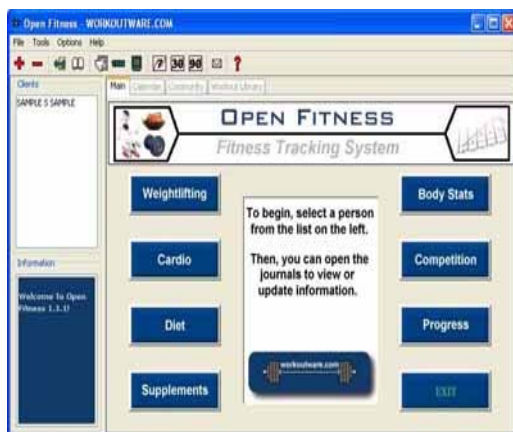 Open Fitness - WORKOUTWARE.COM
File Tools Options Help
? 30 90 ?
Clients
Main Calendar Community Workout Library
SAMPLE S SAMPLE
OPEN FITNESS
Fitness Tracking System
Weightlifting
Cardio
Diet
Supplements
To begin, select a person
from the list on the left.
Then, you can open the
journals to view or
update information.
workoutware.com
Body Stats
Competition
Progress
EXIT
Information
Welcome to Open
Fitness 1.3.1!